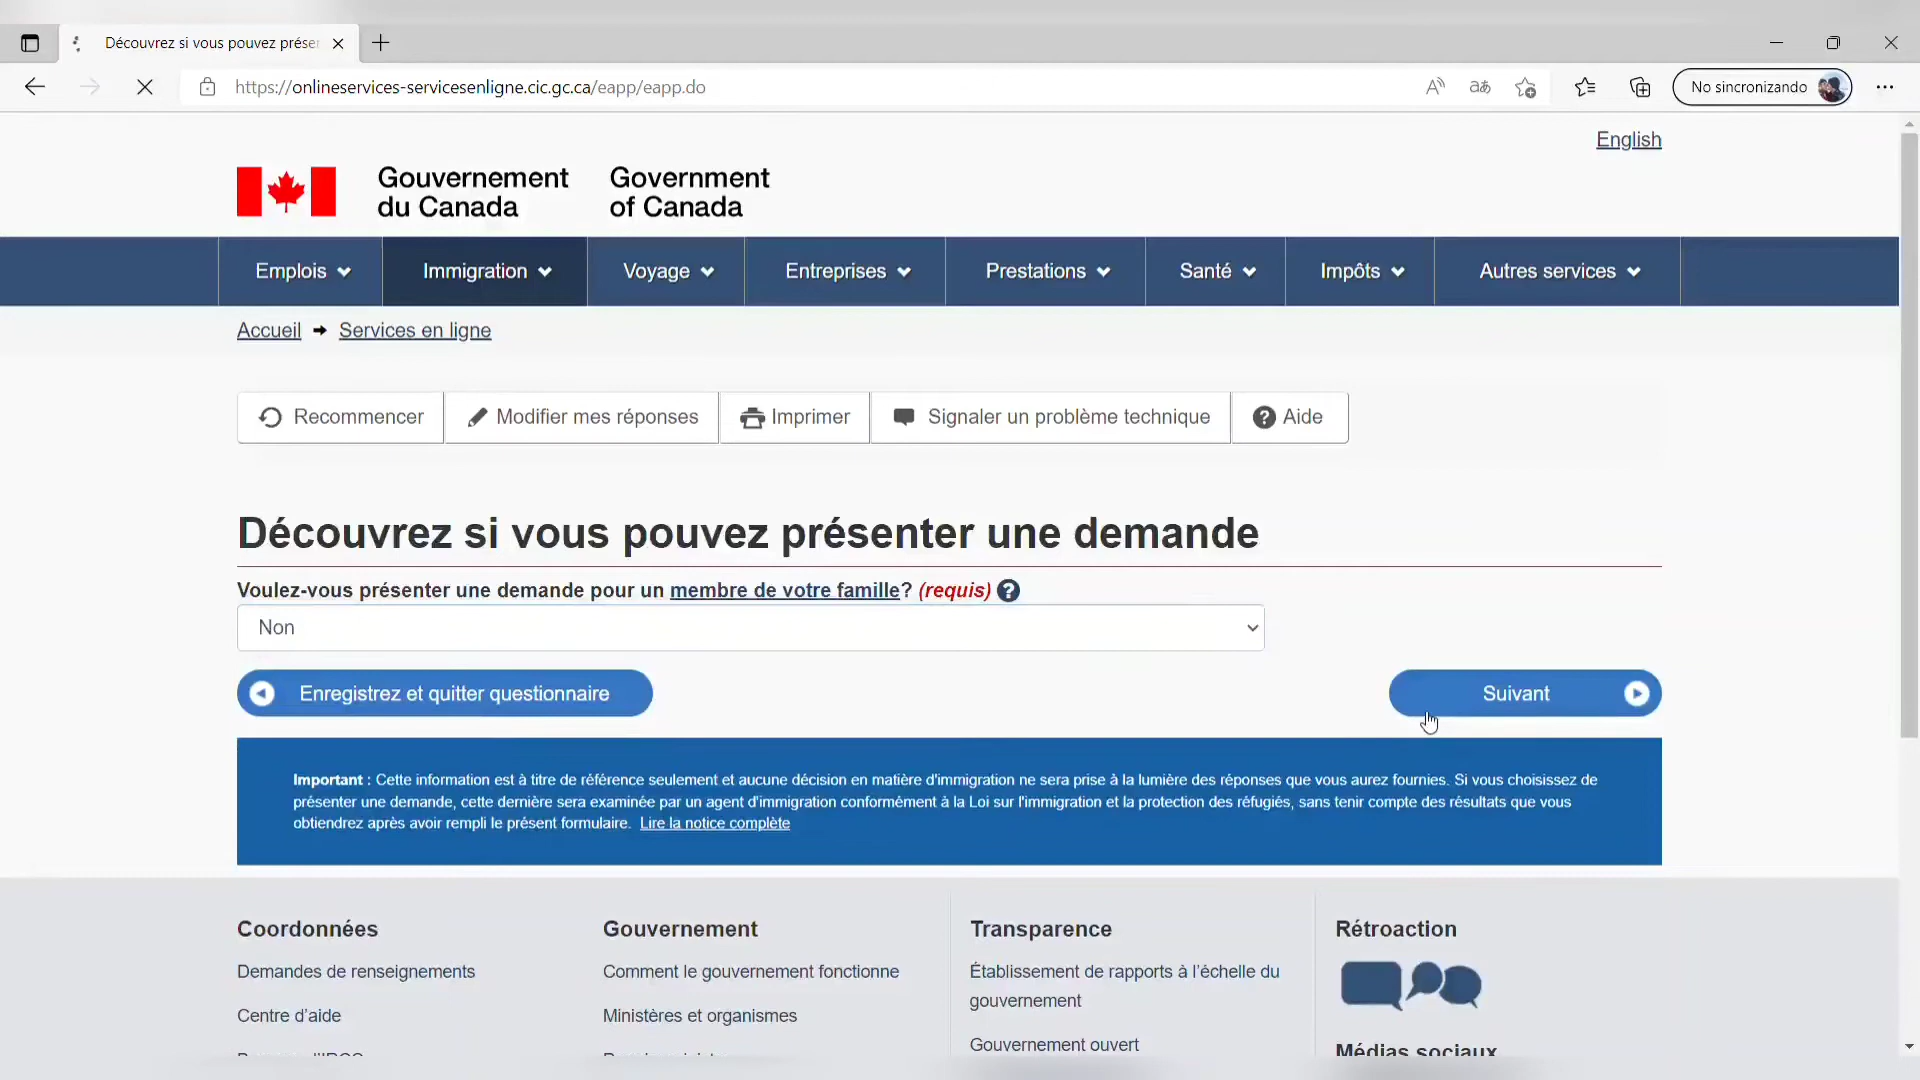 Découvrez si vous pouvez préser
https://onlineservices-servicesenligne.cic.gc.ca/eapp/eapp.do
No sincronizando
English
Gouvernement
du Canada
Government
of Canada
Emplois
Immigration
Voyage
Entreprises
Prestations
Santé
Impôts
Autres services
Accueil
Services en ligne
Recommencer
Modifier mes réponses
Imprimer
Signaler un problème technique
Aide
Découvrez si vous pouvez présenter une demande
Voulez-vous présenter une demande pour un membre de votre famille? (requis)
Non
Enregistrez et quitter questionnaire
Suivant
Important : Cette information est à titre de référence seulement et aucune décision en matière d'immigration ne sera prise à la lumière des réponses que vous aurez fournies. Si vous choisissez de
présenter une demande, cette dernière sera examinée par un agent d'immigration conformément à la Loi sur l'immigration et la protection des réfugiés, sans tenir compte des résultats que vous
obtiendrez après avoir rempli le présent formulaire. Lire la notice complète
Coordonnées
Demandes de renseignements
Centre d'aide
Gouvernement
Comment le gouvernement fonctionne
Ministères et organismes
Transparence
Établissement de rapports à l'échelle du
gouvernement
Gouvernement ouvert
Rétroaction
Médias sociaux